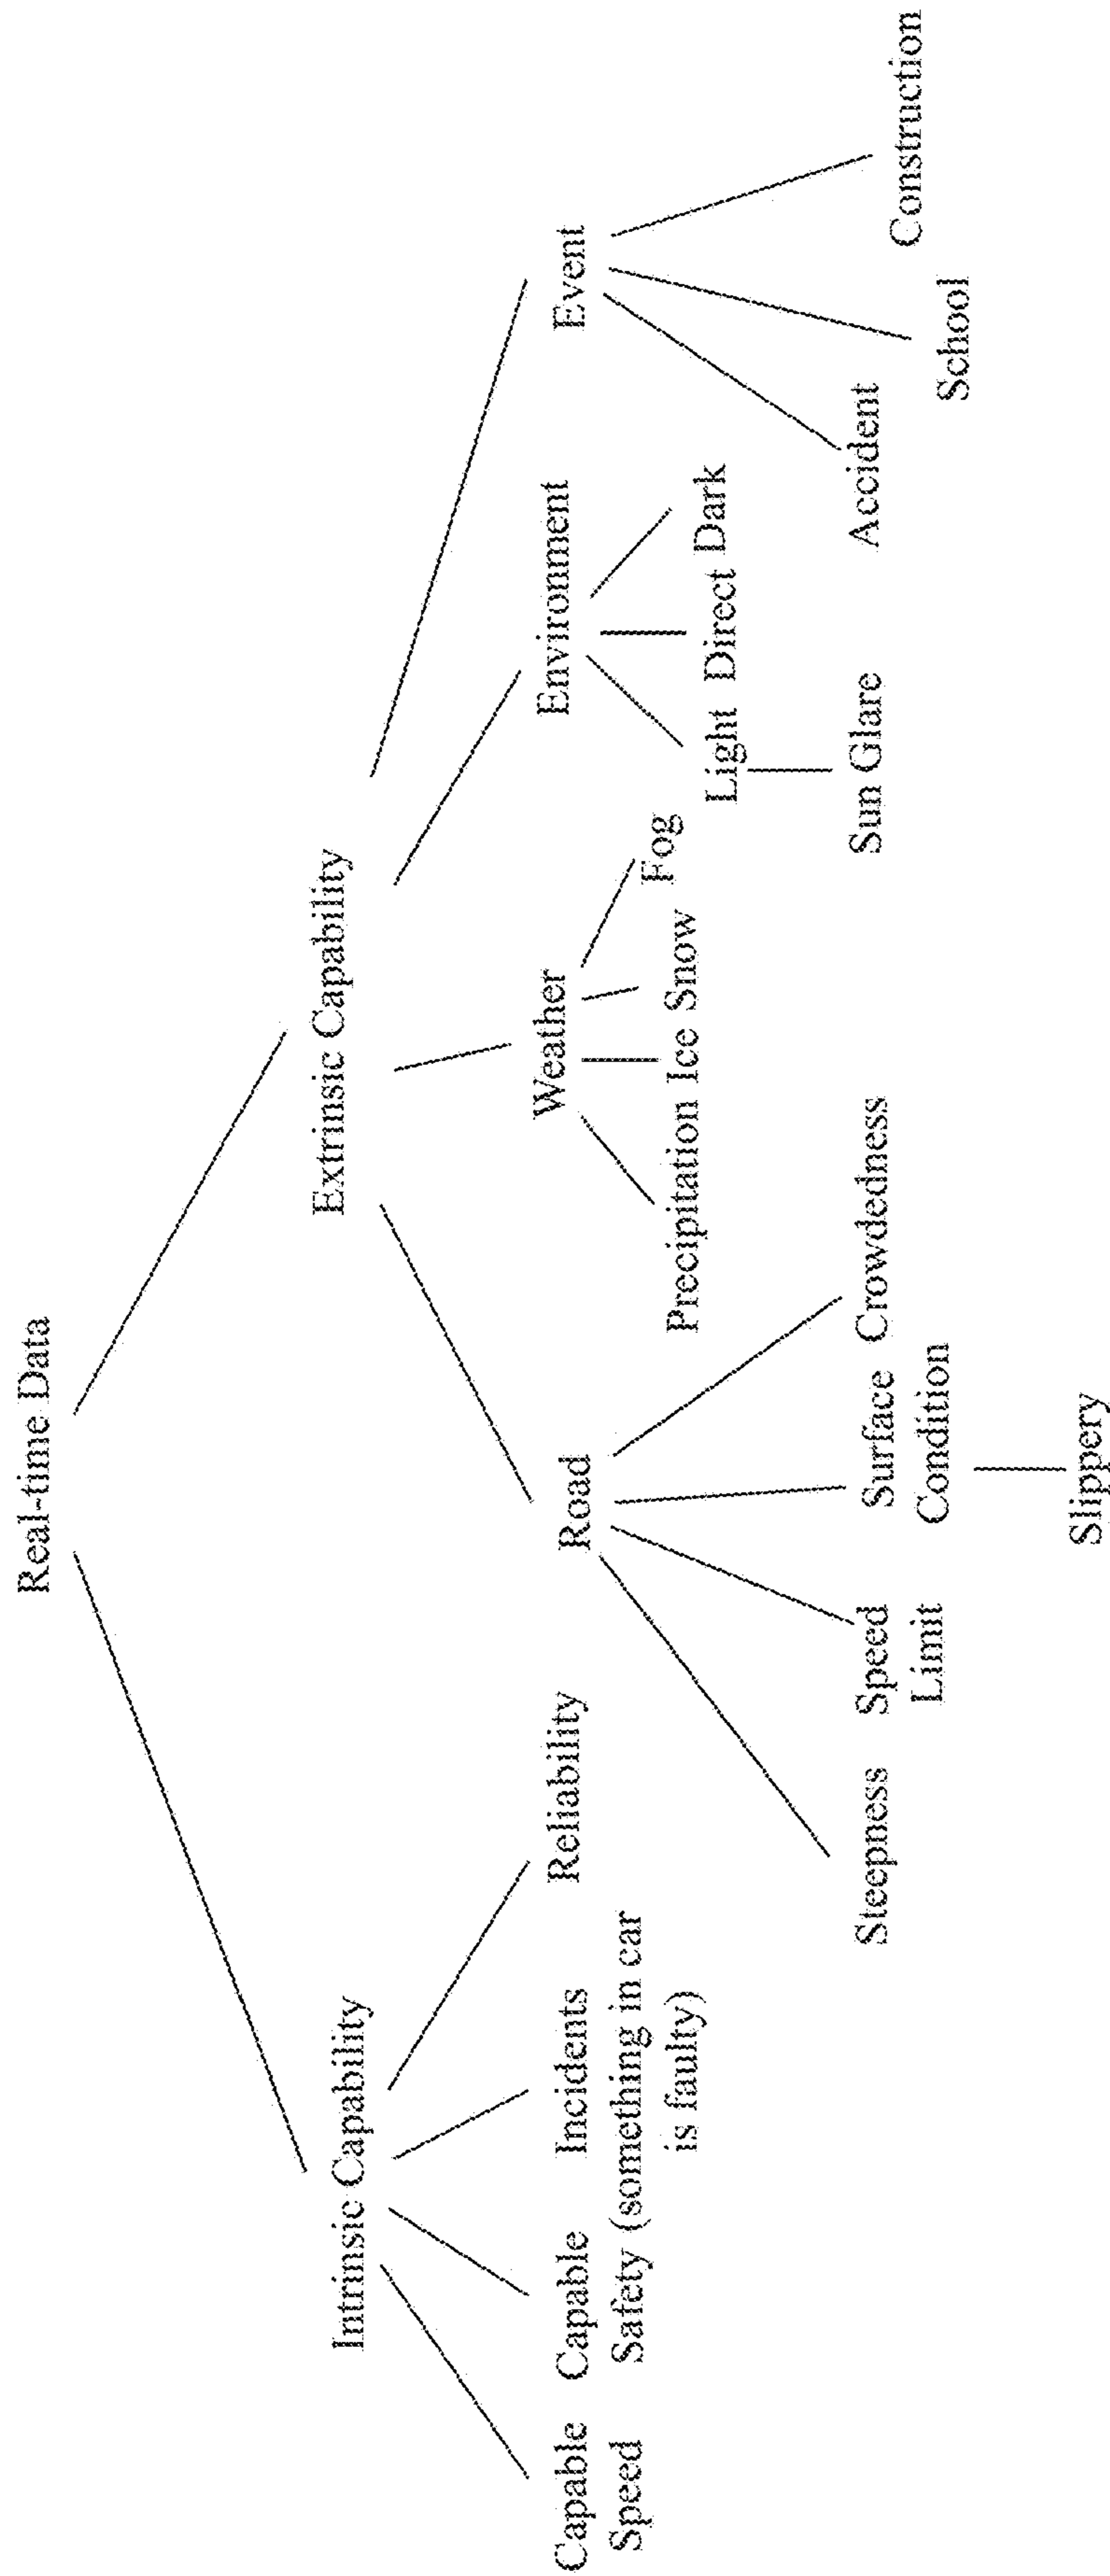 Real-time Data
Intrinsic Capability
Extrinsic Capability
Capable
Speed
Capable
Safety
Incidents
(something in car
is faulty)
Reliability
Road
Weather
Environment
Event
Steepness
Speed
Limit
Surface
Condition
Crowdedness
Slippery
Precipitation
Ice
Snow
Fog
Light
Direct
Dark
Sun Glare
Accident
School
Construction